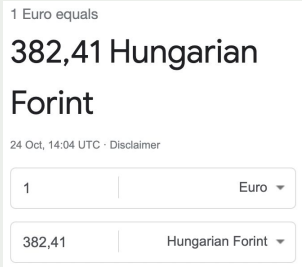 1 Euro equals
382,41 Hungarian
Forint
24 Oct, 14:04 UTC · Disclaimer
1 Euro
382,41 Hungarian Forint